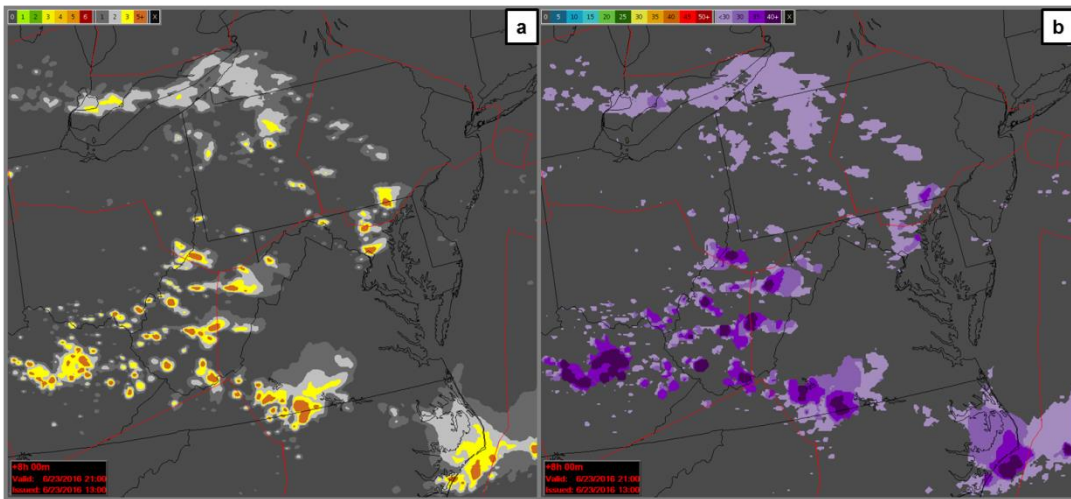 0 1 2 3 4 5 6 1 2 3 5+ X
a
0 5 10 15 20 25 30 35 40 45 50+ <30 30 35 40+ X
b
+8h 00m
Valid: 6/23/2016 21:00
Issued: 6/23/2016 13:00
+8h 00m
Valid: 6/23/2016 21:00
Issued: 6/23/2016 13:00